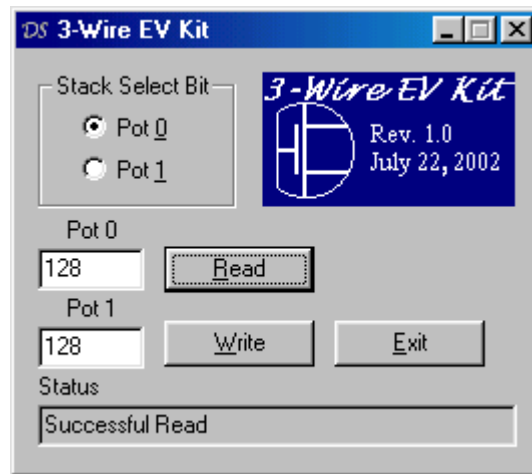 DS 3-Wire EV Kit
Stack Select Bit
Pot 0
Pot 1
3-Wire EV Kit
Rev. 1.0
July 22, 2002
Pot 0
128
Read
Pot 1
128
Write
Exit
Status
Successful Read